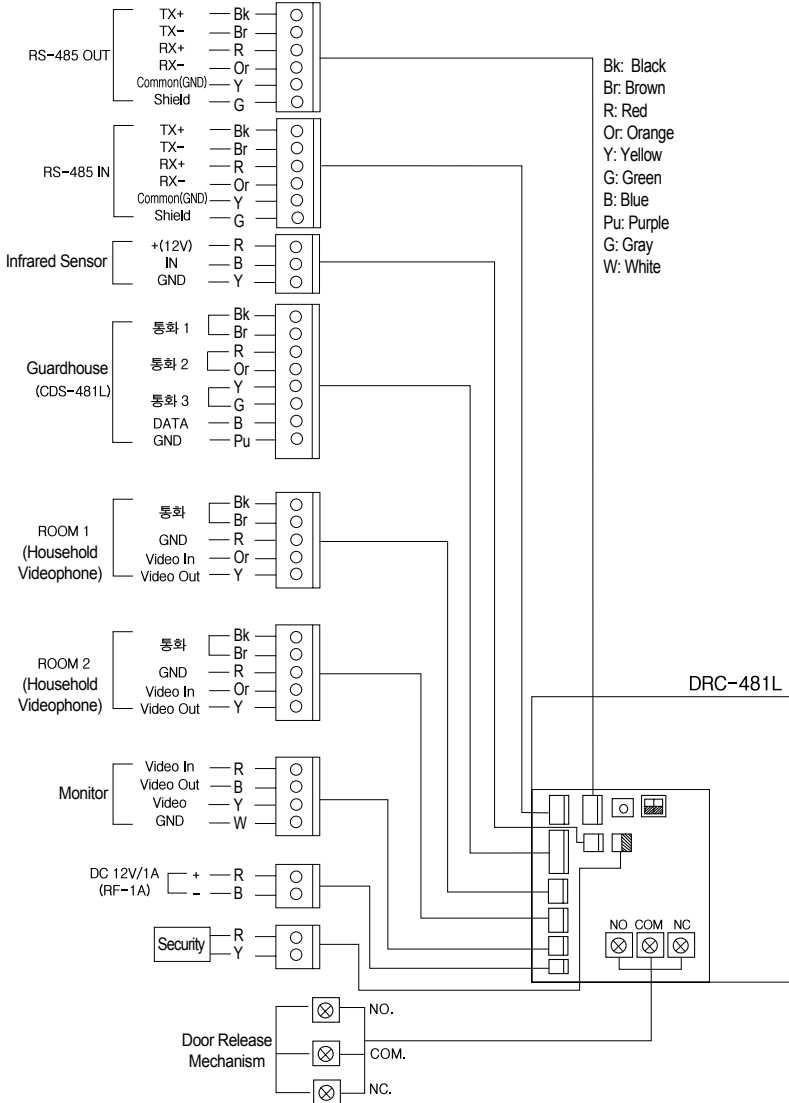 RS-485 OUT
TX+ Bk
TX- Br
RX+ R
RX- Or
Common(GND) Y
Shield G
RS-485 IN
TX+ Bk
TX- Br
RX+ R
RX- Or
Common(GND) Y
Shield G
Infrared Sensor
+(12V) R
IN B
GND Y
Guardhouse
(CDS-481L)
통화 1 Bk
Br
통화 2 R
Or
통화 3 Y
G
DATA B
GND Pu
ROOM 1
(Household
Videophone)
통화 Bk
Br
GND R
Video In Or
Video Out Y
ROOM 2
(Household
Videophone)
통화 Bk
Br
GND R
Video In Or
Video Out Y
Monitor
Video In R
Video Out B
Video Y
GND W
DC 12V/1A
(RF-1A)
+ R
- B
Security R
Y
Door Release
Mechanism
NO.
COM.
NC.
Bk: Black
Br: Brown
R: Red
Or: Orange
Y: Yellow
G: Green
B: Blue
Pu: Purple
G: Gray
W: White
DRC-481L
NO COM NC